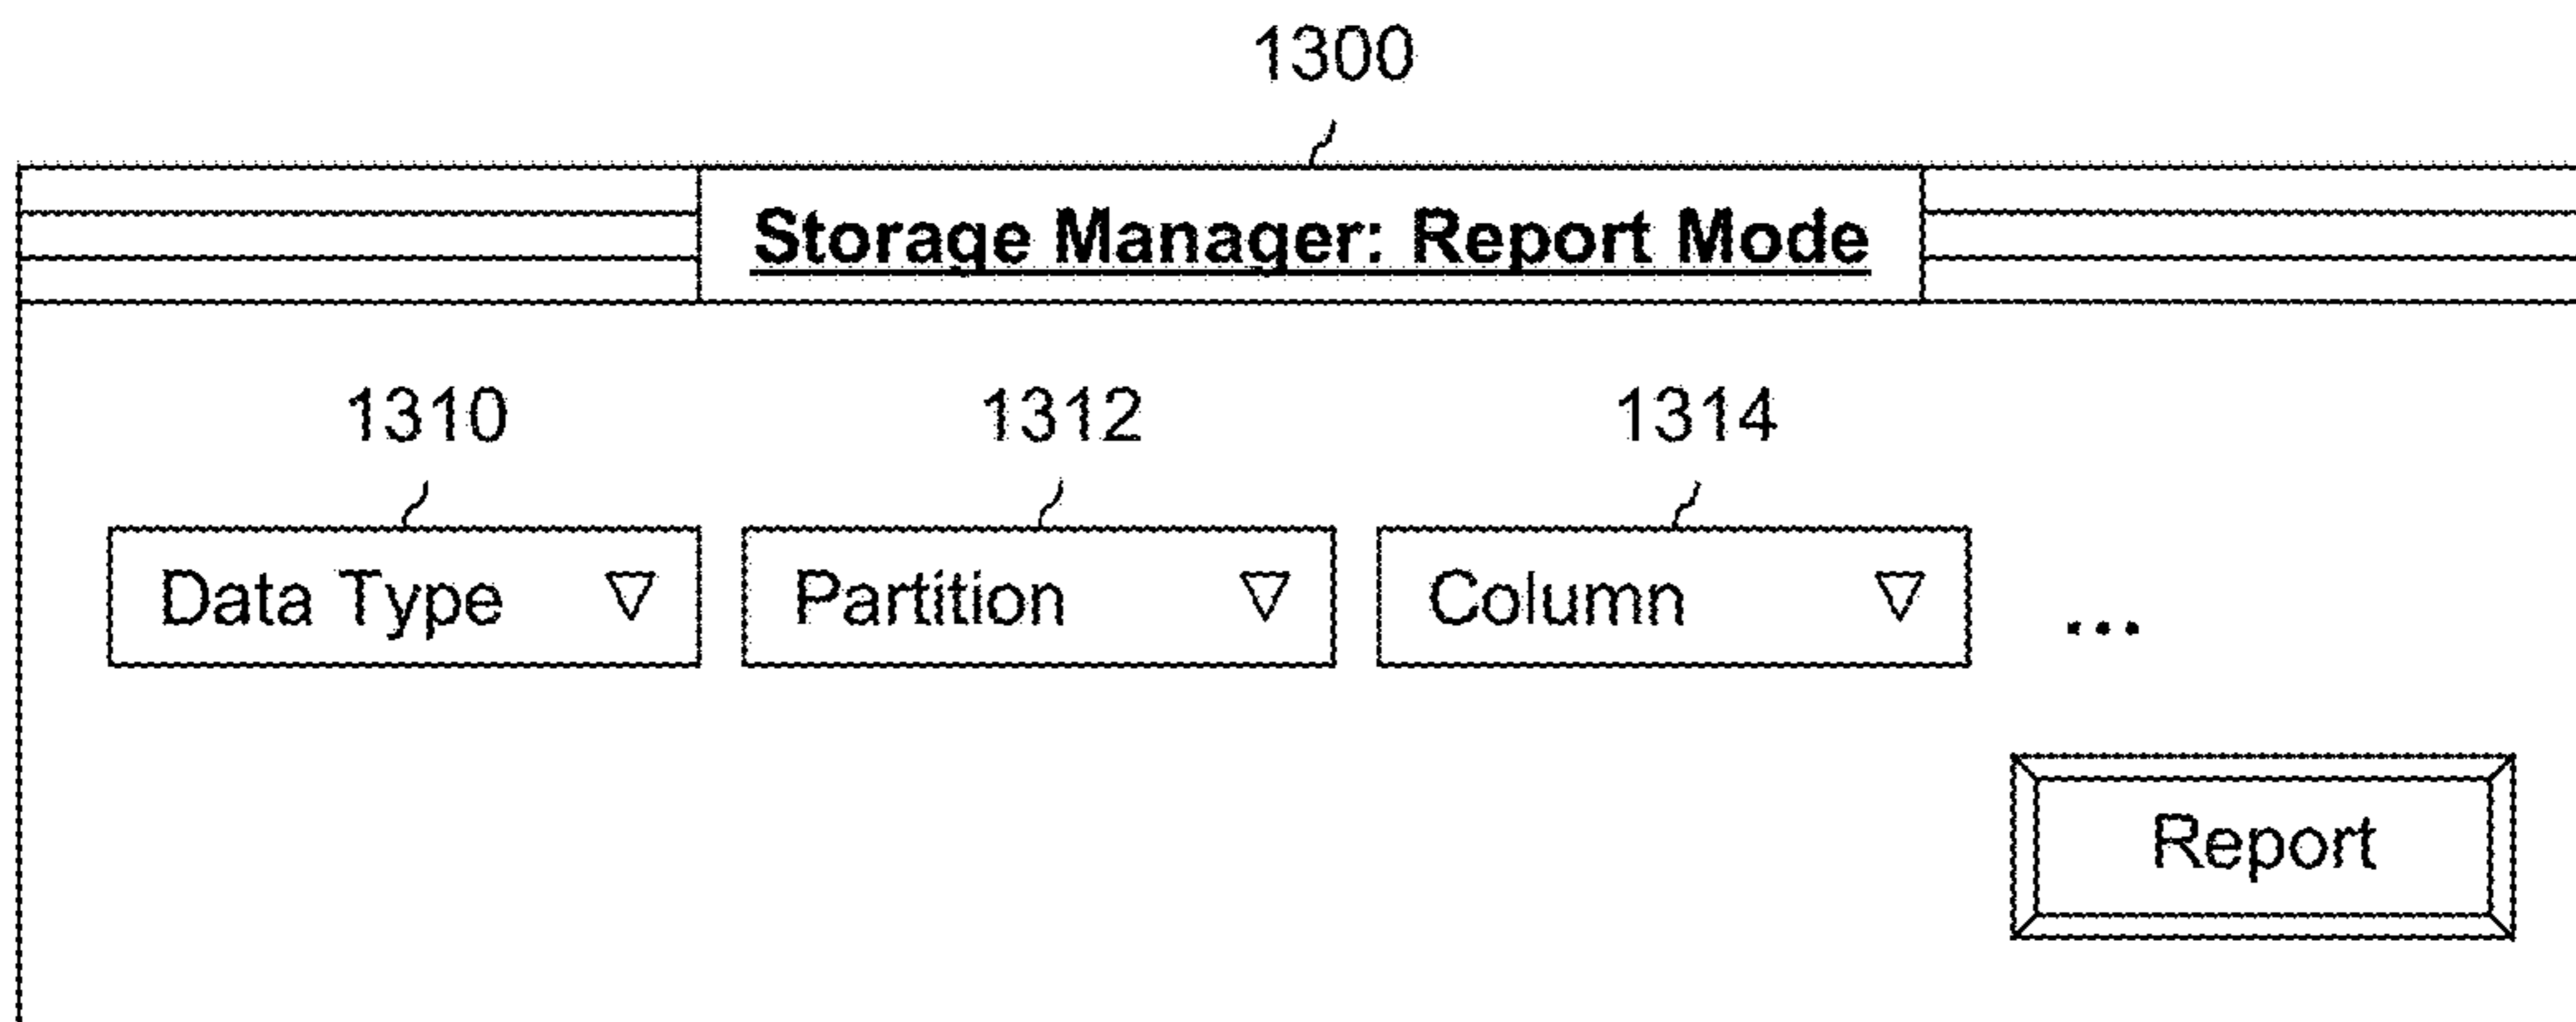 1300
Storage Manager: Report Mode
1310 1312 1314
Data Type Partition Column ...
Report